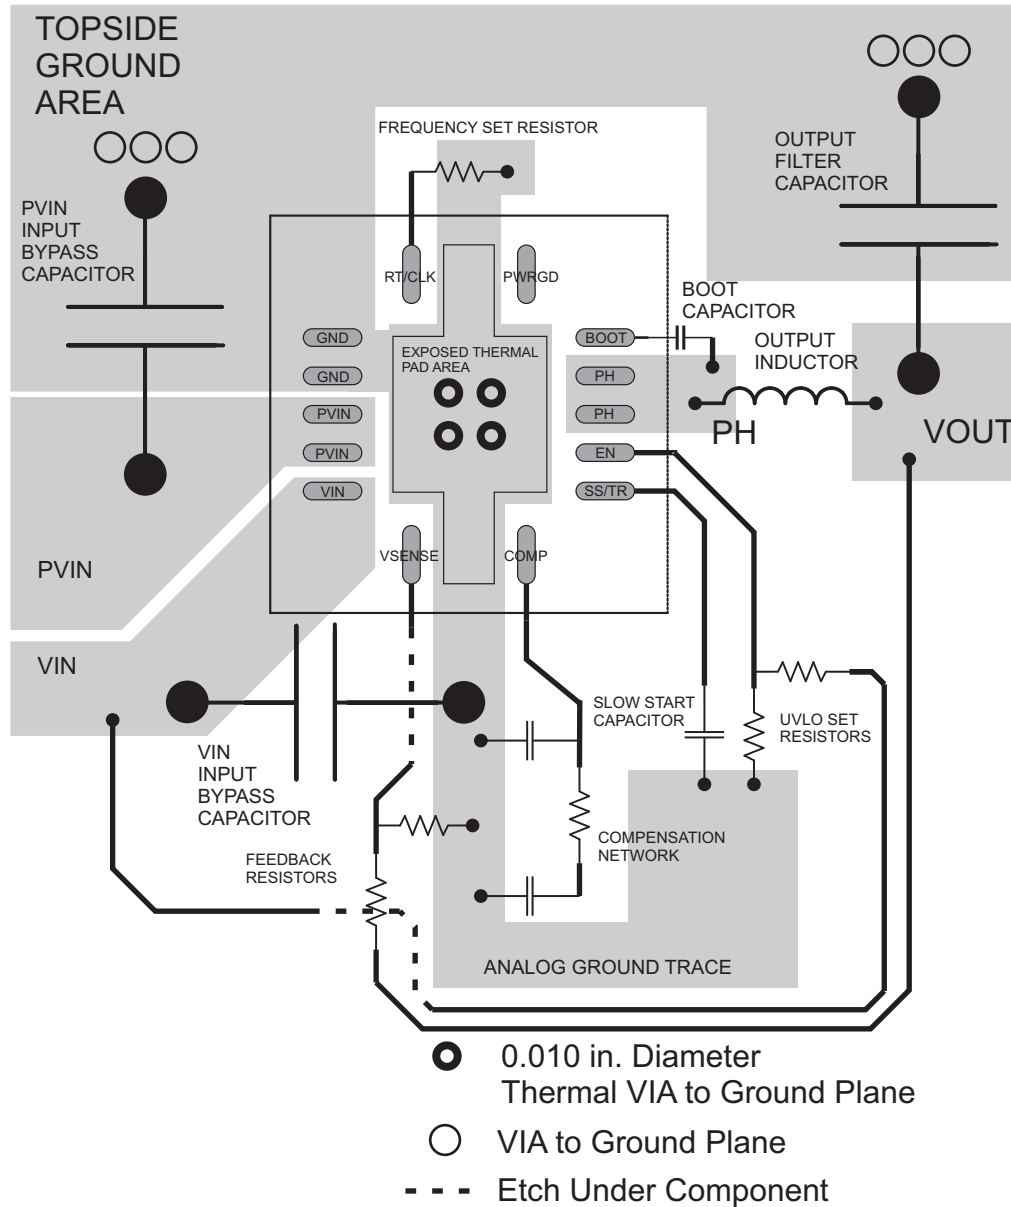 TOPSIDE
GROUND
AREA
FREQUENCY SET RESISTOR
OUTPUT
FILTER
CAPACITOR
PVIN
INPUT
BYPASS
CAPACITOR
RT/CLK
PWRGD
BOOT
CAPACITOR
OUTPUT
INDUCTOR
GND
GND
PVIN
PVIN
VIN
EXPOSED THERMAL
PAD AREA
BOOT
PH
PH
EN
SS/TR
PH
VOUT
VSENSE
COMP
PVIN
VIN
VIN
INPUT
BYPASS
CAPACITOR
SLOW START
CAPACITOR
UVLO SET
RESISTORS
FEEDBACK
RESISTORS
COMPENSATION
NETWORK
ANALOG GROUND TRACE
0.010 in. Diameter
Thermal VIA to Ground Plane
VIA to Ground Plane
Etch Under Component